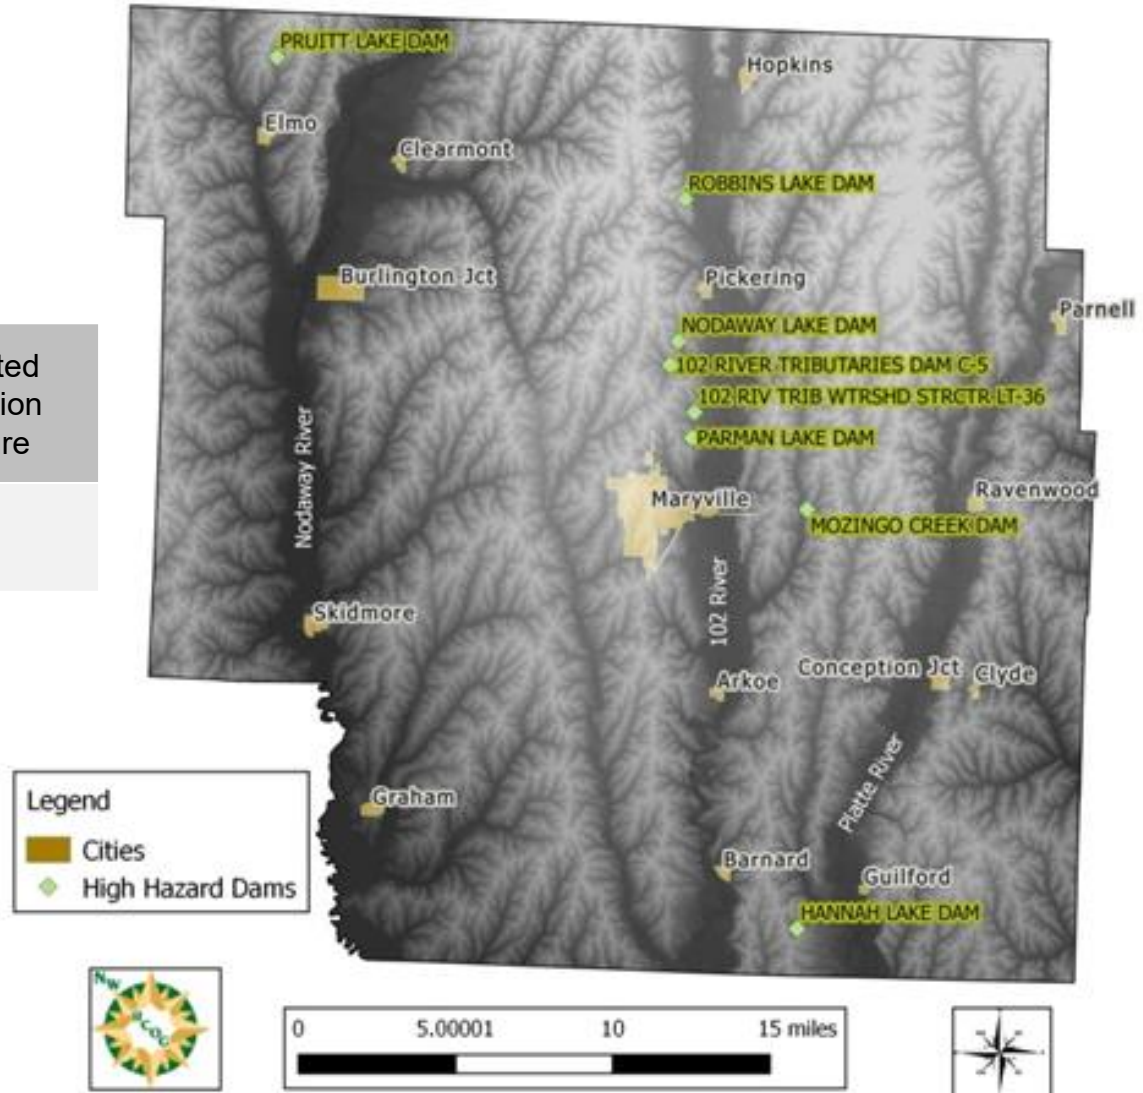 PRUITT LAKE DAM
Hopkins
Elmo
Clearmont
ROBBINS LAKE DAM
Burlington Jct
Pickering
Parnell
NODAWAY LAKE DAM
102 RIVER TRIBUTARIES DAM C-5
102 RIV TRIB WTRSHD STRCTR LT-36
PARMAN LAKE DAM
ted
ion
re
Nodaway River
Maryville
Ravenwood
MOZINGO CREEK DAM
102 River
Skidmore
Conception Jct
Clyde
Arkoe
Platte River
Graham
Barnard
Guilford
HANNAH LAKE DAM
Legend
Cities
High Hazard Dams
NW
RCOG
0 5.00001 10 15 miles